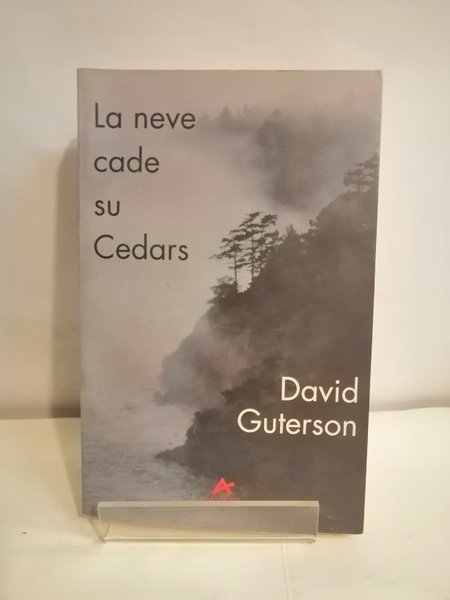 La neve
cade
su
Cedars
David
Guterson